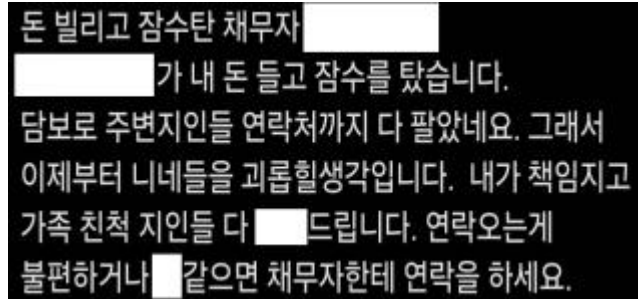 돈 빌리고 잠수탄 채무자
가 내 돈 들고 잠수를 탔습니다.
담보로 주변지인들 연락처까지 다 팔았네요. 그래서
이제부터 니네들을 괴롭힐생각입니다. 내가 책임지고
가족 친척 지인들 다 드립니다. 연락오는게
불편하거나 같으면 채무자한테 연락을 하세요.